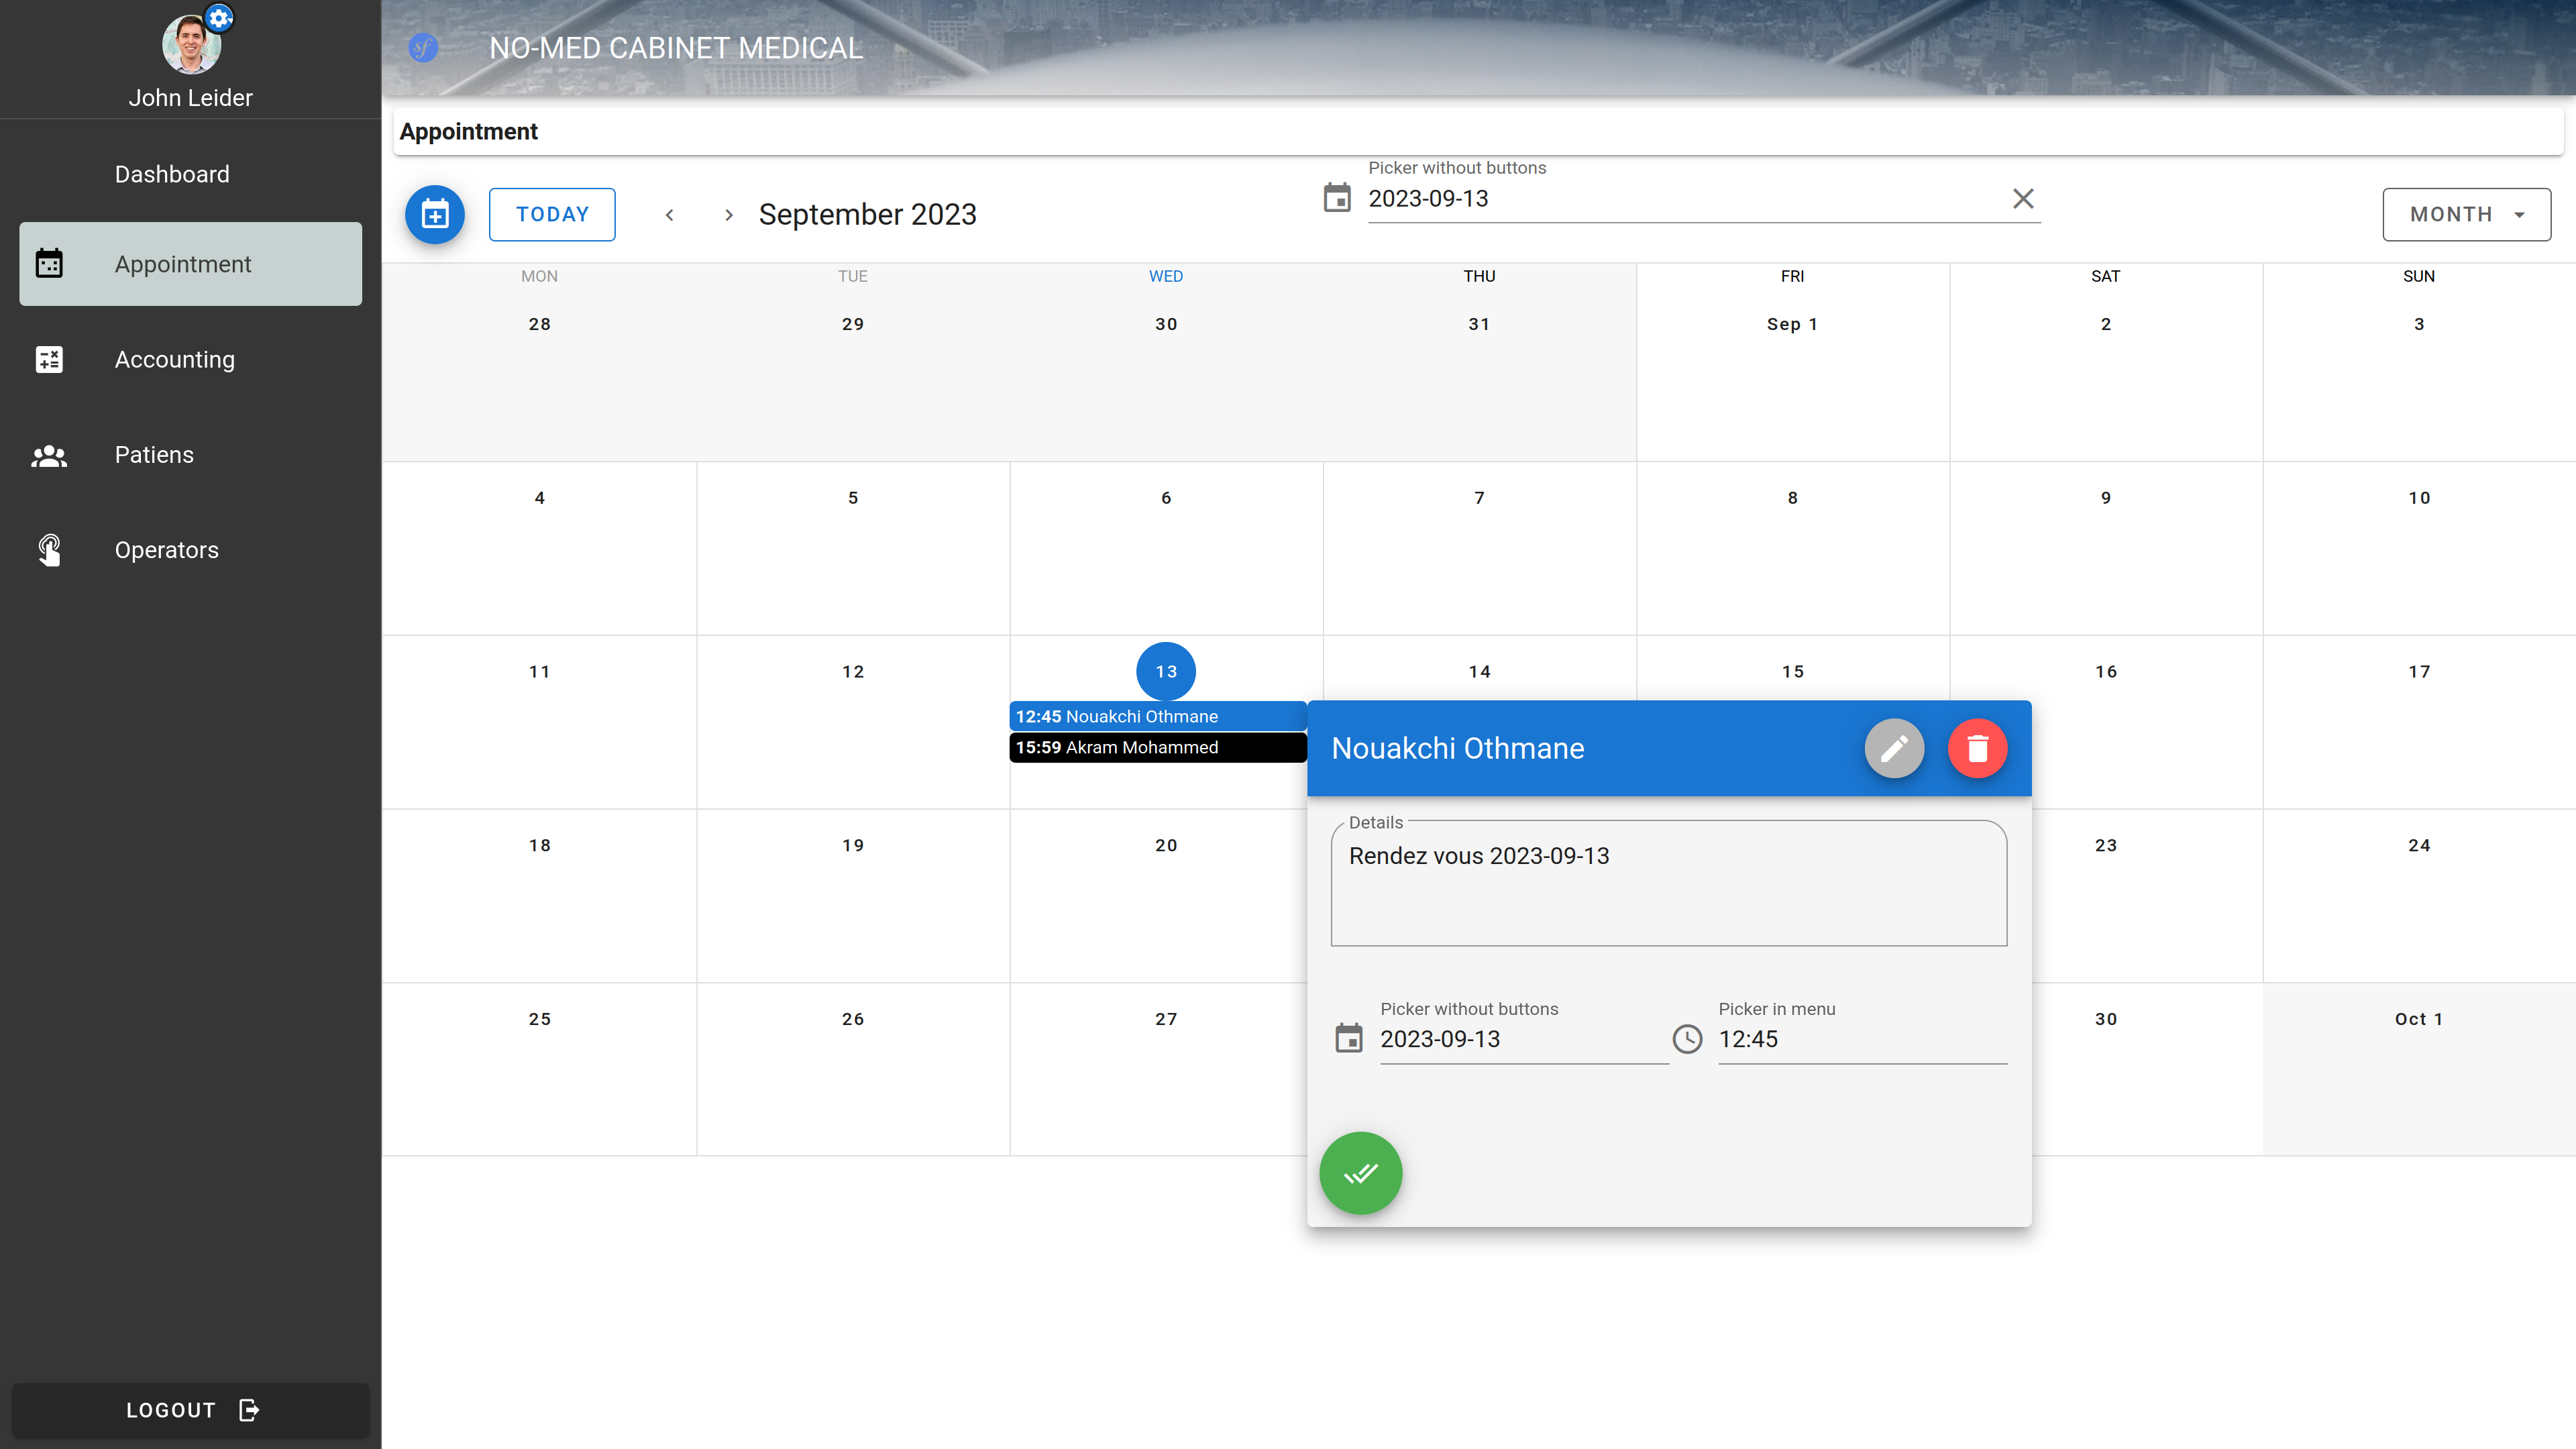 John Leider
Dashboard
Appointment
Accounting
Patiens
Operators
LOGOUT
sf
NO-MED CABINET MEDICAL
Appointment
TODAY
September 2023
Picker without buttons
2023-09-13
MONTH
MON TUE WED THU FRI SAT SUN
28 29 30 31 Sep 1 2 3
4 5 6 7 8 9 10
11 12 13 14 15 16 17
12:45 Nouakchi Othmane
15:59 Akram Mohammed
18 19 20 23 24
25 26 27 30 Oct 1
Nouakchi Othmane
Details
Rendez vous 2023-09-13
Picker without buttons
2023-09-13
Picker in menu
12:45